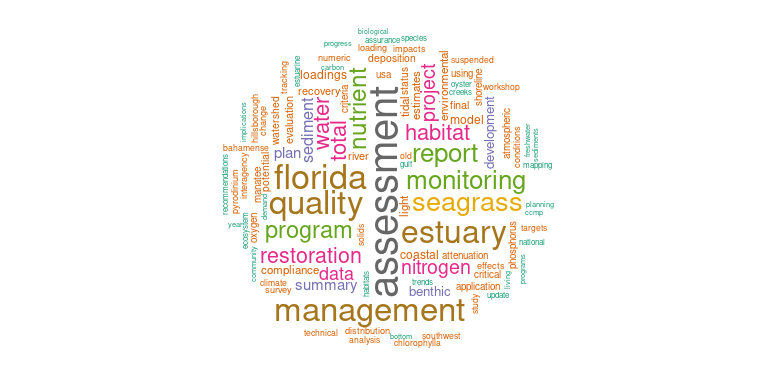 biological
assurance
species
progress
loading
impacts
numeric
deposition
suspended
carbon
estuarine
tracking
loadings
usa
status
using
oyster
creeks
workshop
shoreline
environmental
project
estimates
tidal
recovery
criteria
nutrient
final
model
development
atmospheric
conditions
freshwater
sediments
mapping
implications
hillsborough
change
watershed
evaluation
sediment
water
total
habitat
bahamense
plan
river
old
gulf
report
assessment
recommendations
pyrodinium
interagency
manatee
potential
florida
monitoring
quality
light
seagrass
planning
ccmp
demand
years
ecosystem
oxygen
program
solids
estuary
phosphorus
targets
national
community
restoration
coastal
attenuation
compliance
data
nitrogen
effects
critical
programs
living
climate
survey
summary
habitats
trends
benthic
application
update
management
study
technical
distribution
analysis
bottom
chlorophylla
southwest